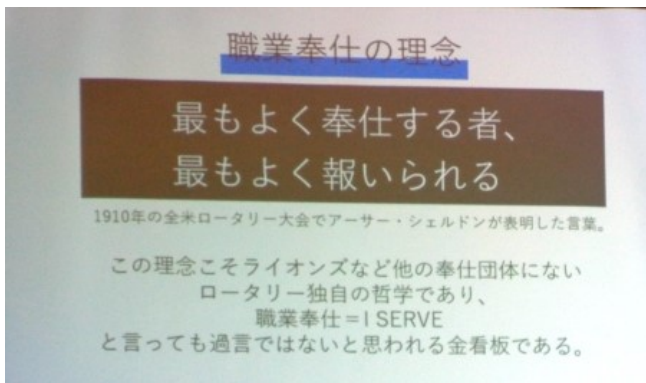 職業奉仕の理念
最もよく奉仕する者、
最もよく報いられる
1910年の全米ロータリー大会でアーサー・シェルドンが表明した言葉。
この理念こそライオンズなど他の奉仕団体にない
ロータリー独自の哲学であり、
職業奉仕＝I SERVE
と言っても過言ではないと思われる金看板である。